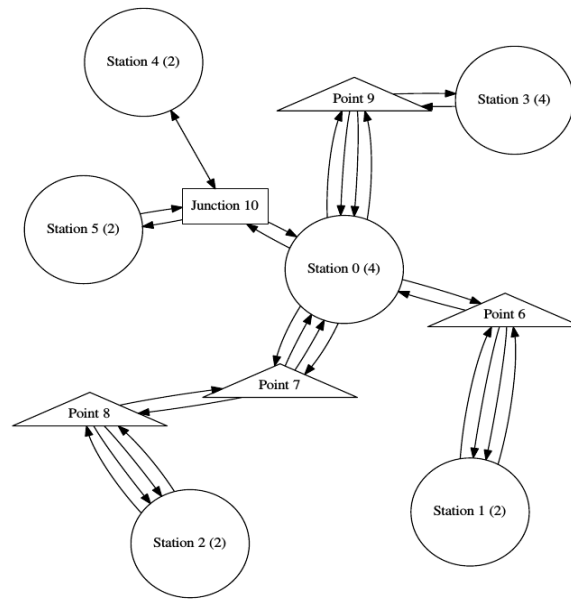 Station 4 (2)
Point 9
Station 3 (4)
Junction 10
Station 5 (2)
Station 0 (4)
Point 6
Point 7
Point 8
Station 1 (2)
Station 2 (2)